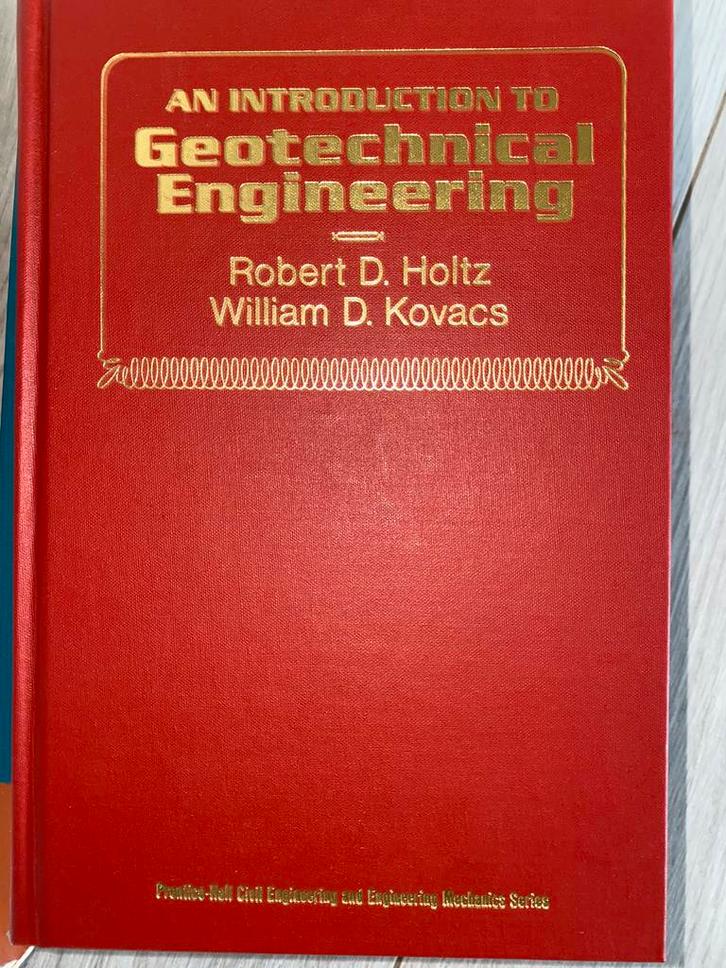 AN INTRODUCTION TO
Geotechnical
Engineering
Robert D. Holtz
William D. Kovacs
Prentice-Hall Civil Engineering and Engineering Mechanics Series